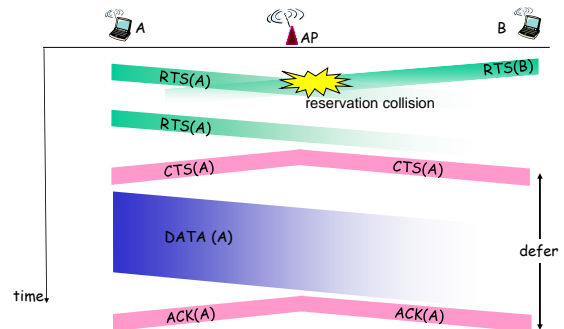 A
AP
B
RTS(A)
RTS(B)
reservation collision
RTS(A)
CTS(A)
CTS(A)
DATA (A)
defer
time
ACK(A)
ACK(A)